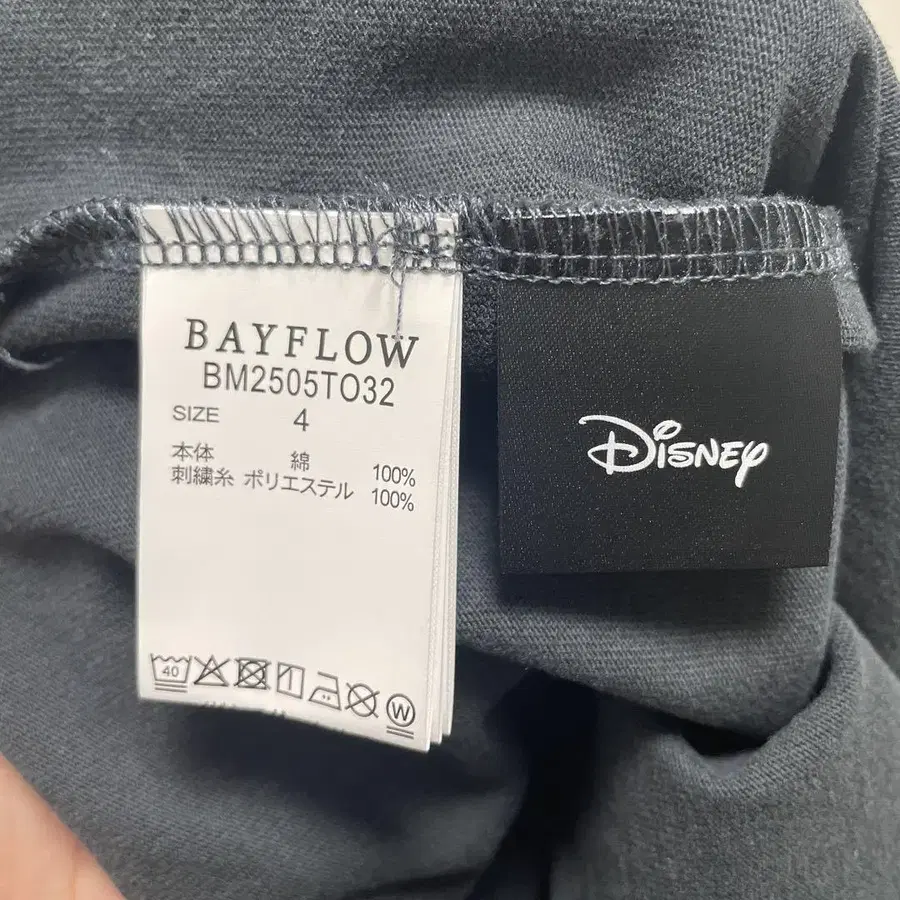 BAYFLOW
BM2505TO32
SIZE 4
本体 綿 100%
刺繍糸 ポリエステル 100%
40
W
Disney